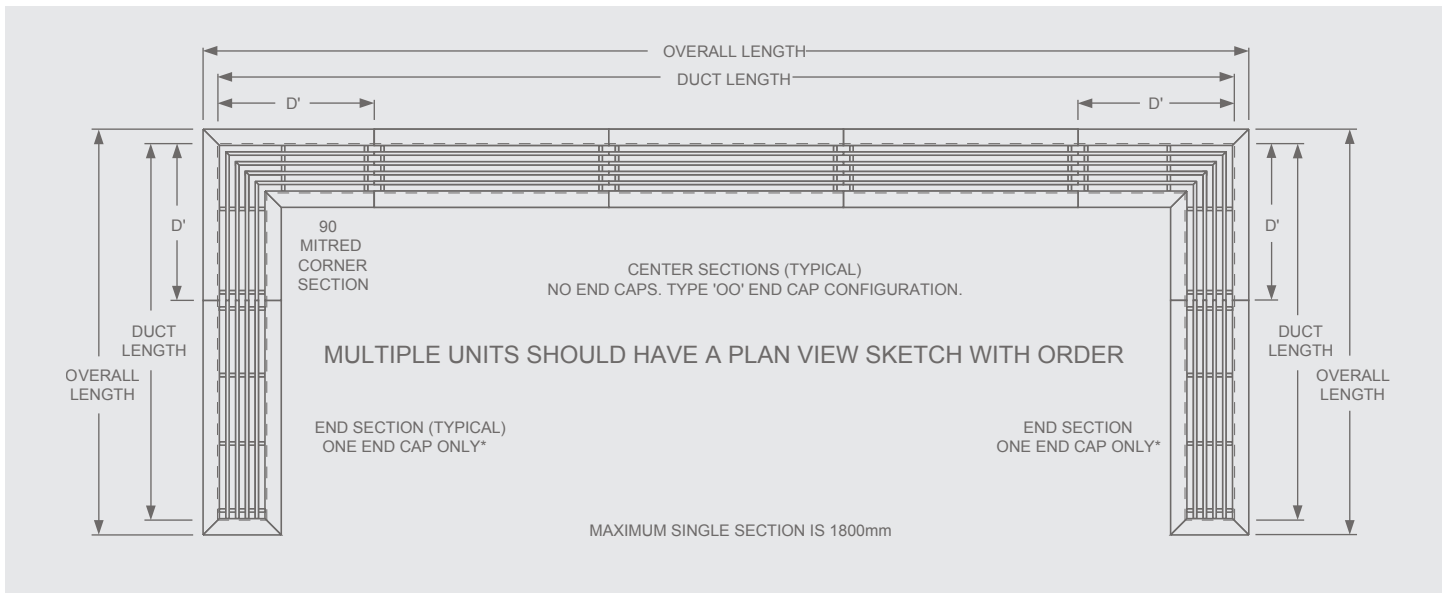 OVERALL LENGTH
DUCT LENGTH
D'
D'
D'
90
MITRED
CORNER
SECTION
D'
CENTER SECTIONS (TYPICAL)
NO END CAPS. TYPE 'OO' END CAP CONFIGURATION.
DUCT
LENGTH
MULTIPLE UNITS SHOULD HAVE A PLAN VIEW SKETCH WITH ORDER
DUCT
LENGTH
OVERALL
LENGTH
OVERALL
LENGTH
END SECTION (TYPICAL)
ONE END CAP ONLY*
END SECTION
ONE END CAP ONLY*
MAXIMUM SINGLE SECTION IS 1800mm